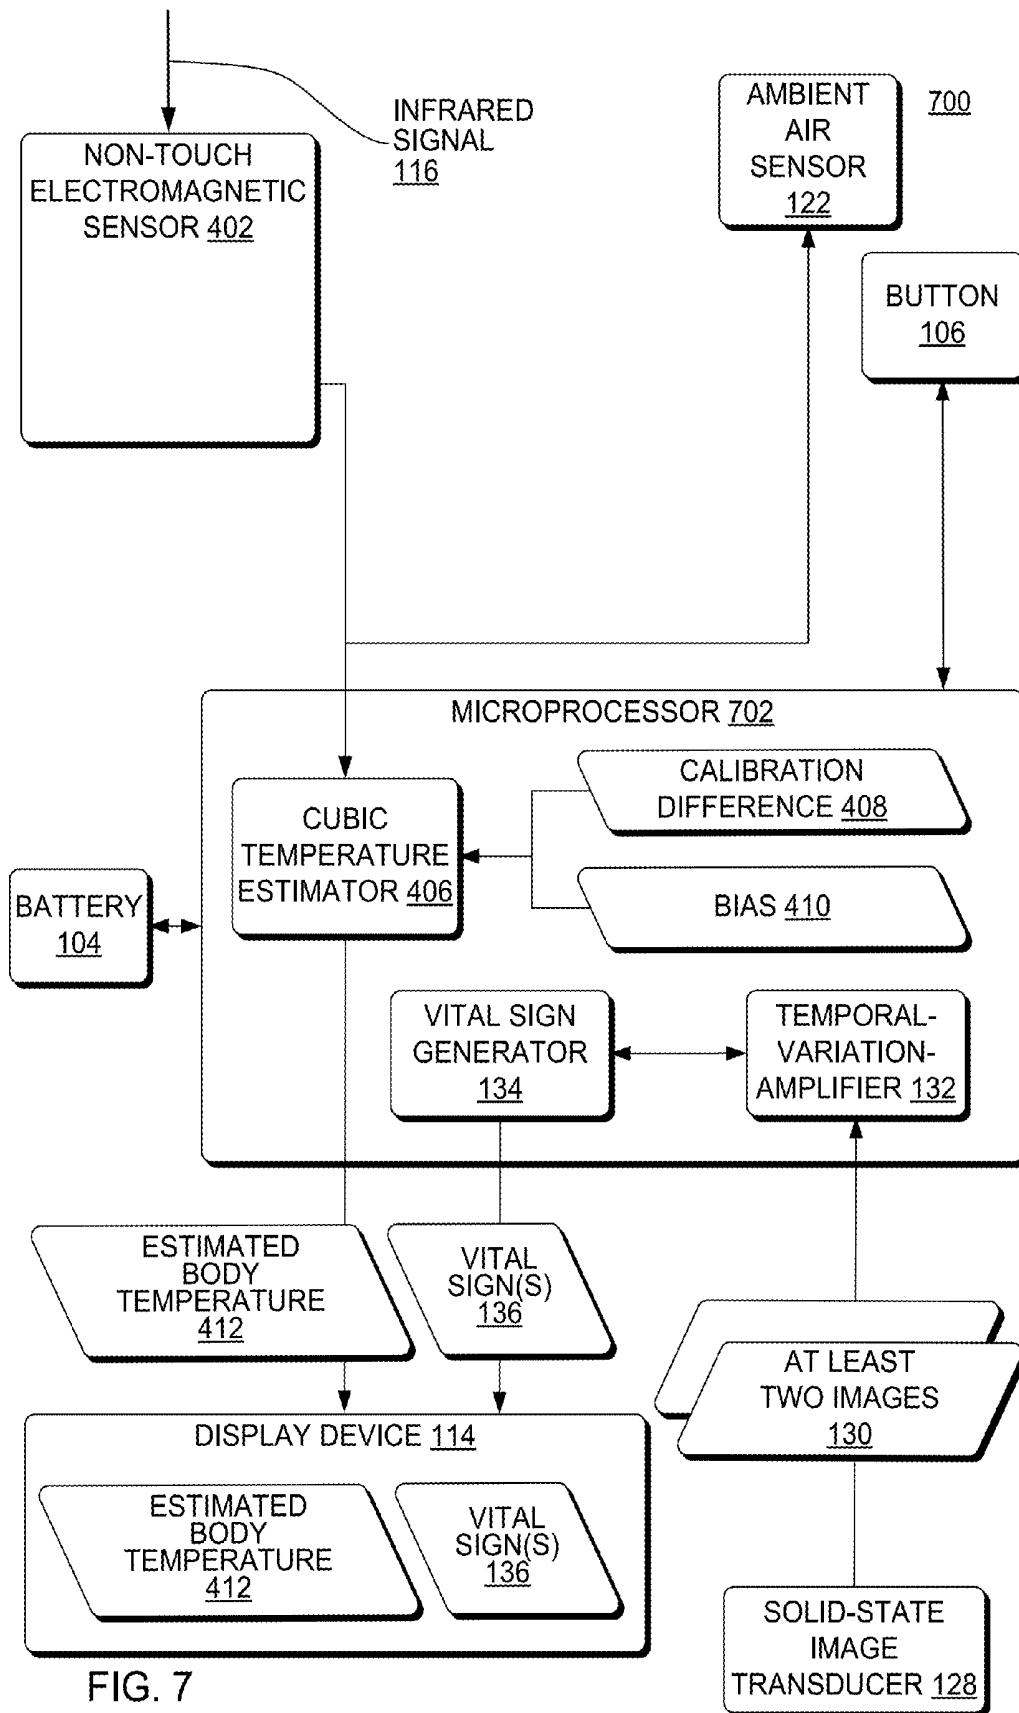 INFRARED
SIGNAL
116
AMBIENT
AIR
SENSOR
122
700
NON-TOUCH
ELECTROMAGNETIC
SENSOR 402
BUTTON
106
MICROPROCESSOR 702
CALIBRATION
DIFFERENCE 408
CUBIC
TEMPERATURE
ESTIMATOR 406
BIAS 410
BATTERY
104
VITAL SIGN
GENERATOR
134
TEMPORAL-
VARIATION-
AMPLIFIER 132
ESTIMATED
BODY
TEMPERATURE
412
VITAL
SIGN(S)
136
AT LEAST
TWO IMAGES
130
DISPLAY DEVICE 114
ESTIMATED
BODY
TEMPERATURE
412
VITAL
SIGN(S)
136
SOLID-STATE
IMAGE
TRANSDUCER 128
FIG. 7